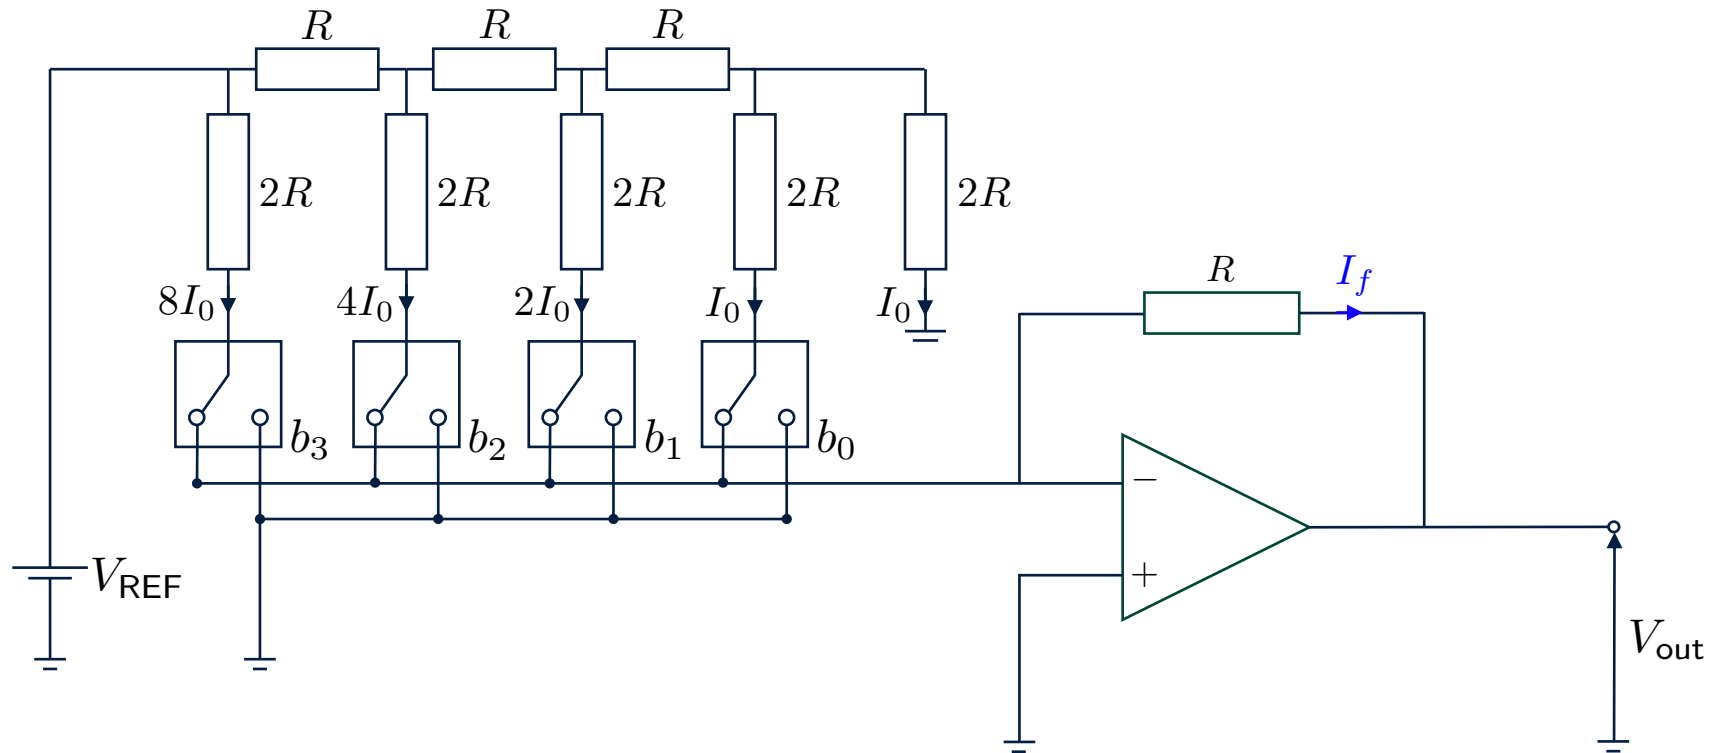 R R R
2R 2R 2R 2R 2R
R I_f
8I_0 4I_0 2I_0 I_0 I_0
b_3 b_2 b_1 b_0
−
+
V_REF
V_out